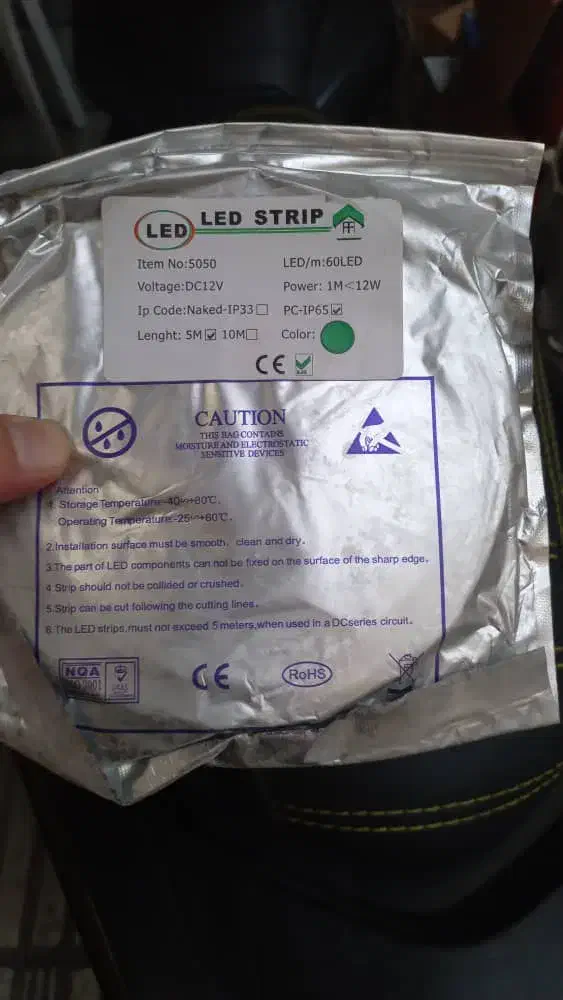 LED LED STRIP
Item No:5050 LED/m:60LED
Voltage:DC12V Power: 1M<12W
Ip Code:Naked-IP33☐ PC-IP65☑
Lenght: 5M☑ 10M☐ Color:
CE
CAUTION
THIS BAG CONTAINS
MOISTURE AND ELECTROSTATIC
SENSITIVE DEVICES
Attention
1. Storage Temperature:-40~+80℃.
Operating Temperature:-25~+60℃.
2.Installation surface must be smooth, clean and dry.
3.The part of LED components can not be fixed on the surface of the sharp edge.
4.Strip should not be collided or crushed.
5.Strip can be cut following the cutting lines.
6.The LED strips,must not exceed 5 meters,when used in a DCseries circuit.
NQA
ISO 9001
UKAS
CE
RoHS